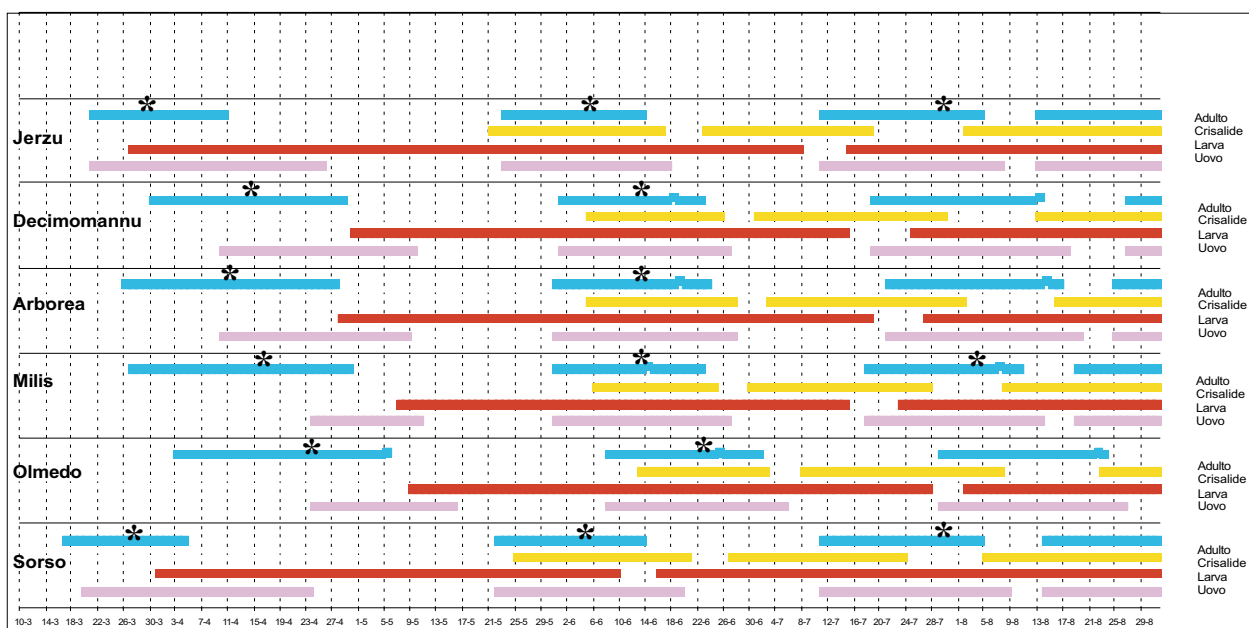 Jerzu
Adulto
Crisalide
Larva
Uovo
Decimomannu
Adulto
Crisalide
Larva
Uovo
Arborea
Adulto
Crisalide
Larva
Uovo
Milis
Adulto
Crisalide
Larva
Uovo
Olmedo
Adulto
Crisalide
Larva
Uovo
Sorso
Adulto
Crisalide
Larva
Uovo
10-3 14-3 18-3 22-3 26-3 30-3 3-4 7-4 11-4 15-4 19-4 23-4 27-4 1-5 5-5 9-5 13-5 17-5 21-5 25-5 29-5 2-6 6-6 10-6 14-6 18-6 22-6 26-6 30-6 4-7 8-7 12-7 16-7 20-7 24-7 28-7 1-8 5-8 9-8 13-8 17-8 21-8 25-8 29-8